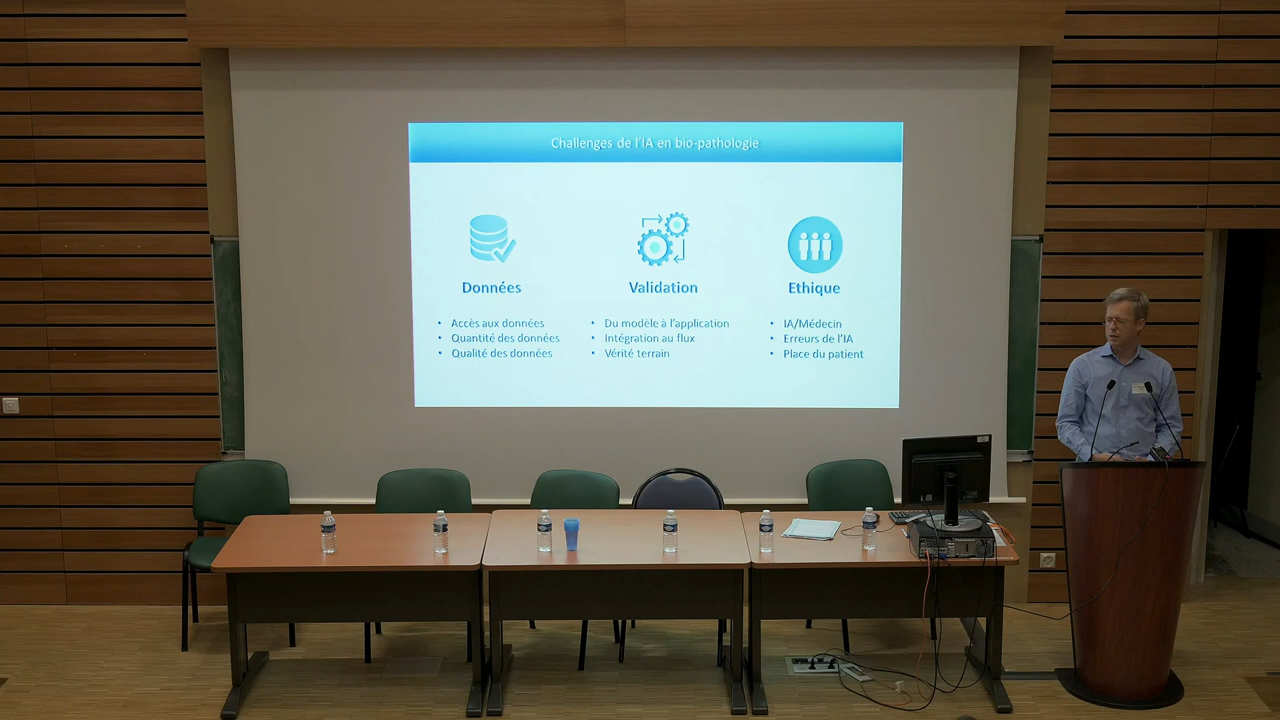 Challenges de l'IA en bio-pathologie
Données
Validation
Ethique
• Accès aux données
• Quantité des données
• Qualité des données
• Du modèle à l'application
• Intégration au flux
• Vérité terrain
• IA/Médecin
• Erreurs de l'IA
• Place du patient